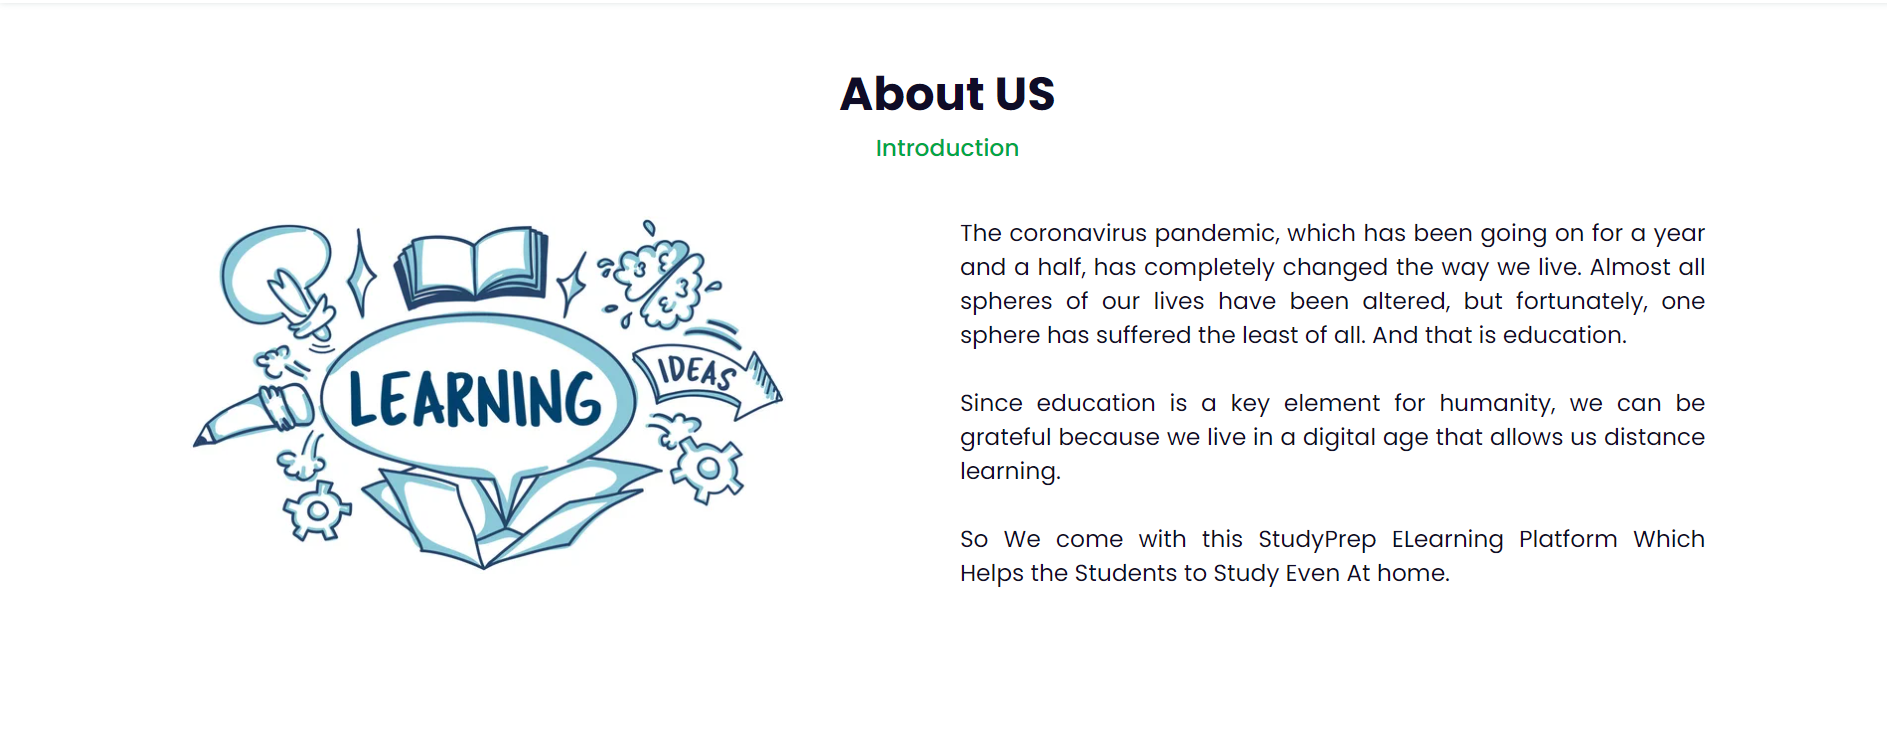 About US
Introduction
LEARNING
IDEAS
The coronavirus pandemic, which has been going on for a year
and a half, has completely changed the way we live. Almost all
spheres of our lives have been altered, but fortunately, one
sphere has suffered the least of all. And that is education.
Since education is a key element for humanity, we can be
grateful because we live in a digital age that allows us distance
learning.
So We come with this StudyPrep ELearning Platform Which
Helps the Students to Study Even At home.